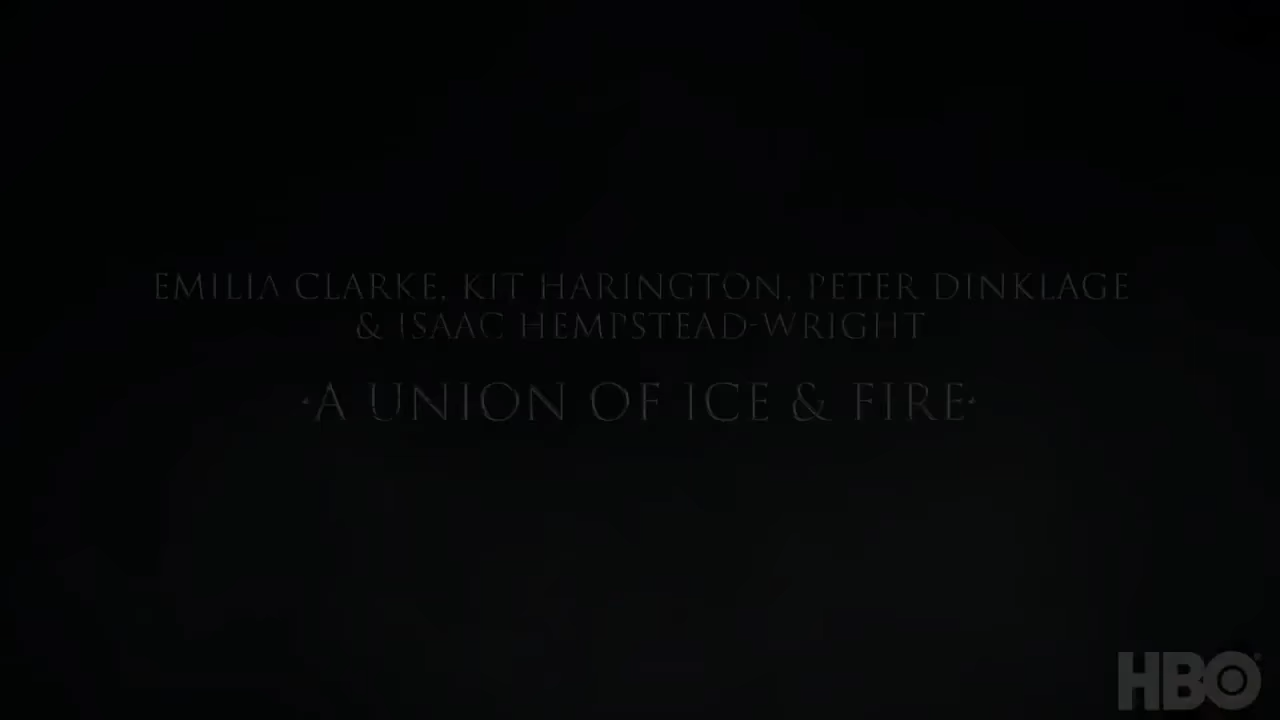 EMILIA CLARKE, KIT HARINGTON, PETER DINKLAGE
& ISAAC HEMPSTEAD-WRIGHT
·A UNION OF ICE & FIRE·
HBO